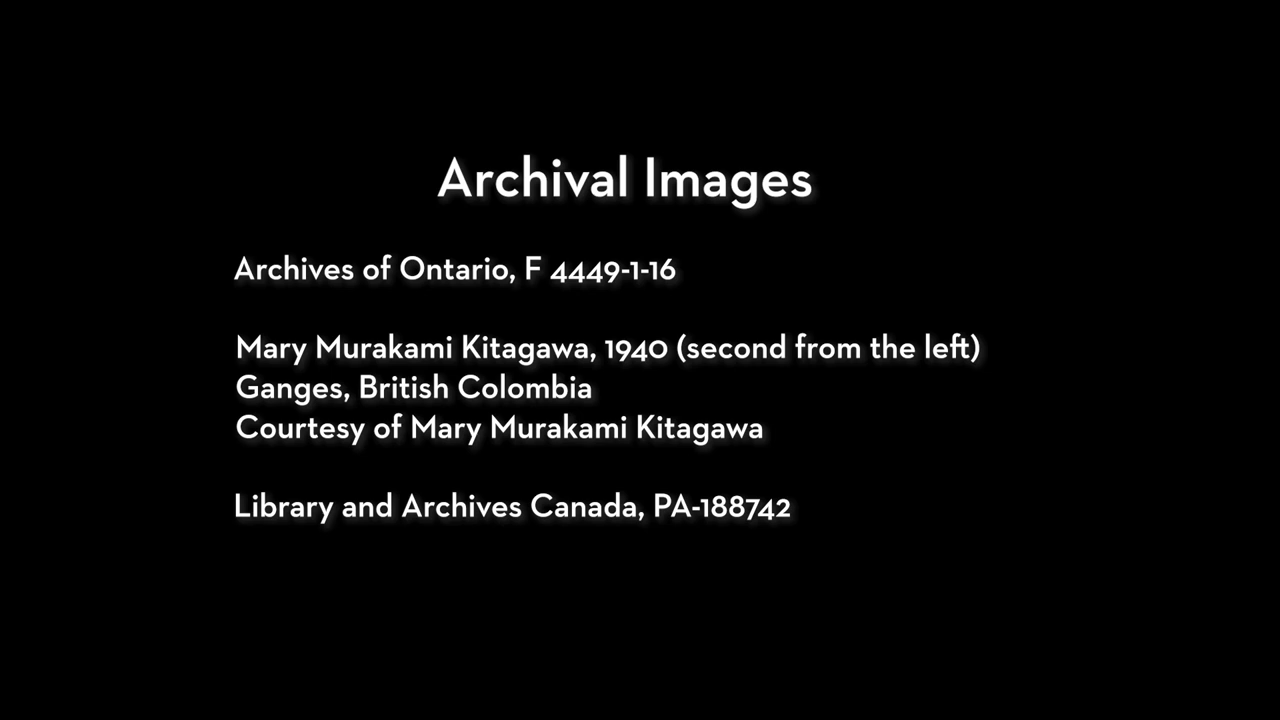 Archival Images
Archives of Ontario, F 4449-1-16
Mary Murakami Kitagawa, 1940 (second from the left)
Ganges, British Colombia
Courtesy of Mary Murakami Kitagawa
Library and Archives Canada, PA-188742